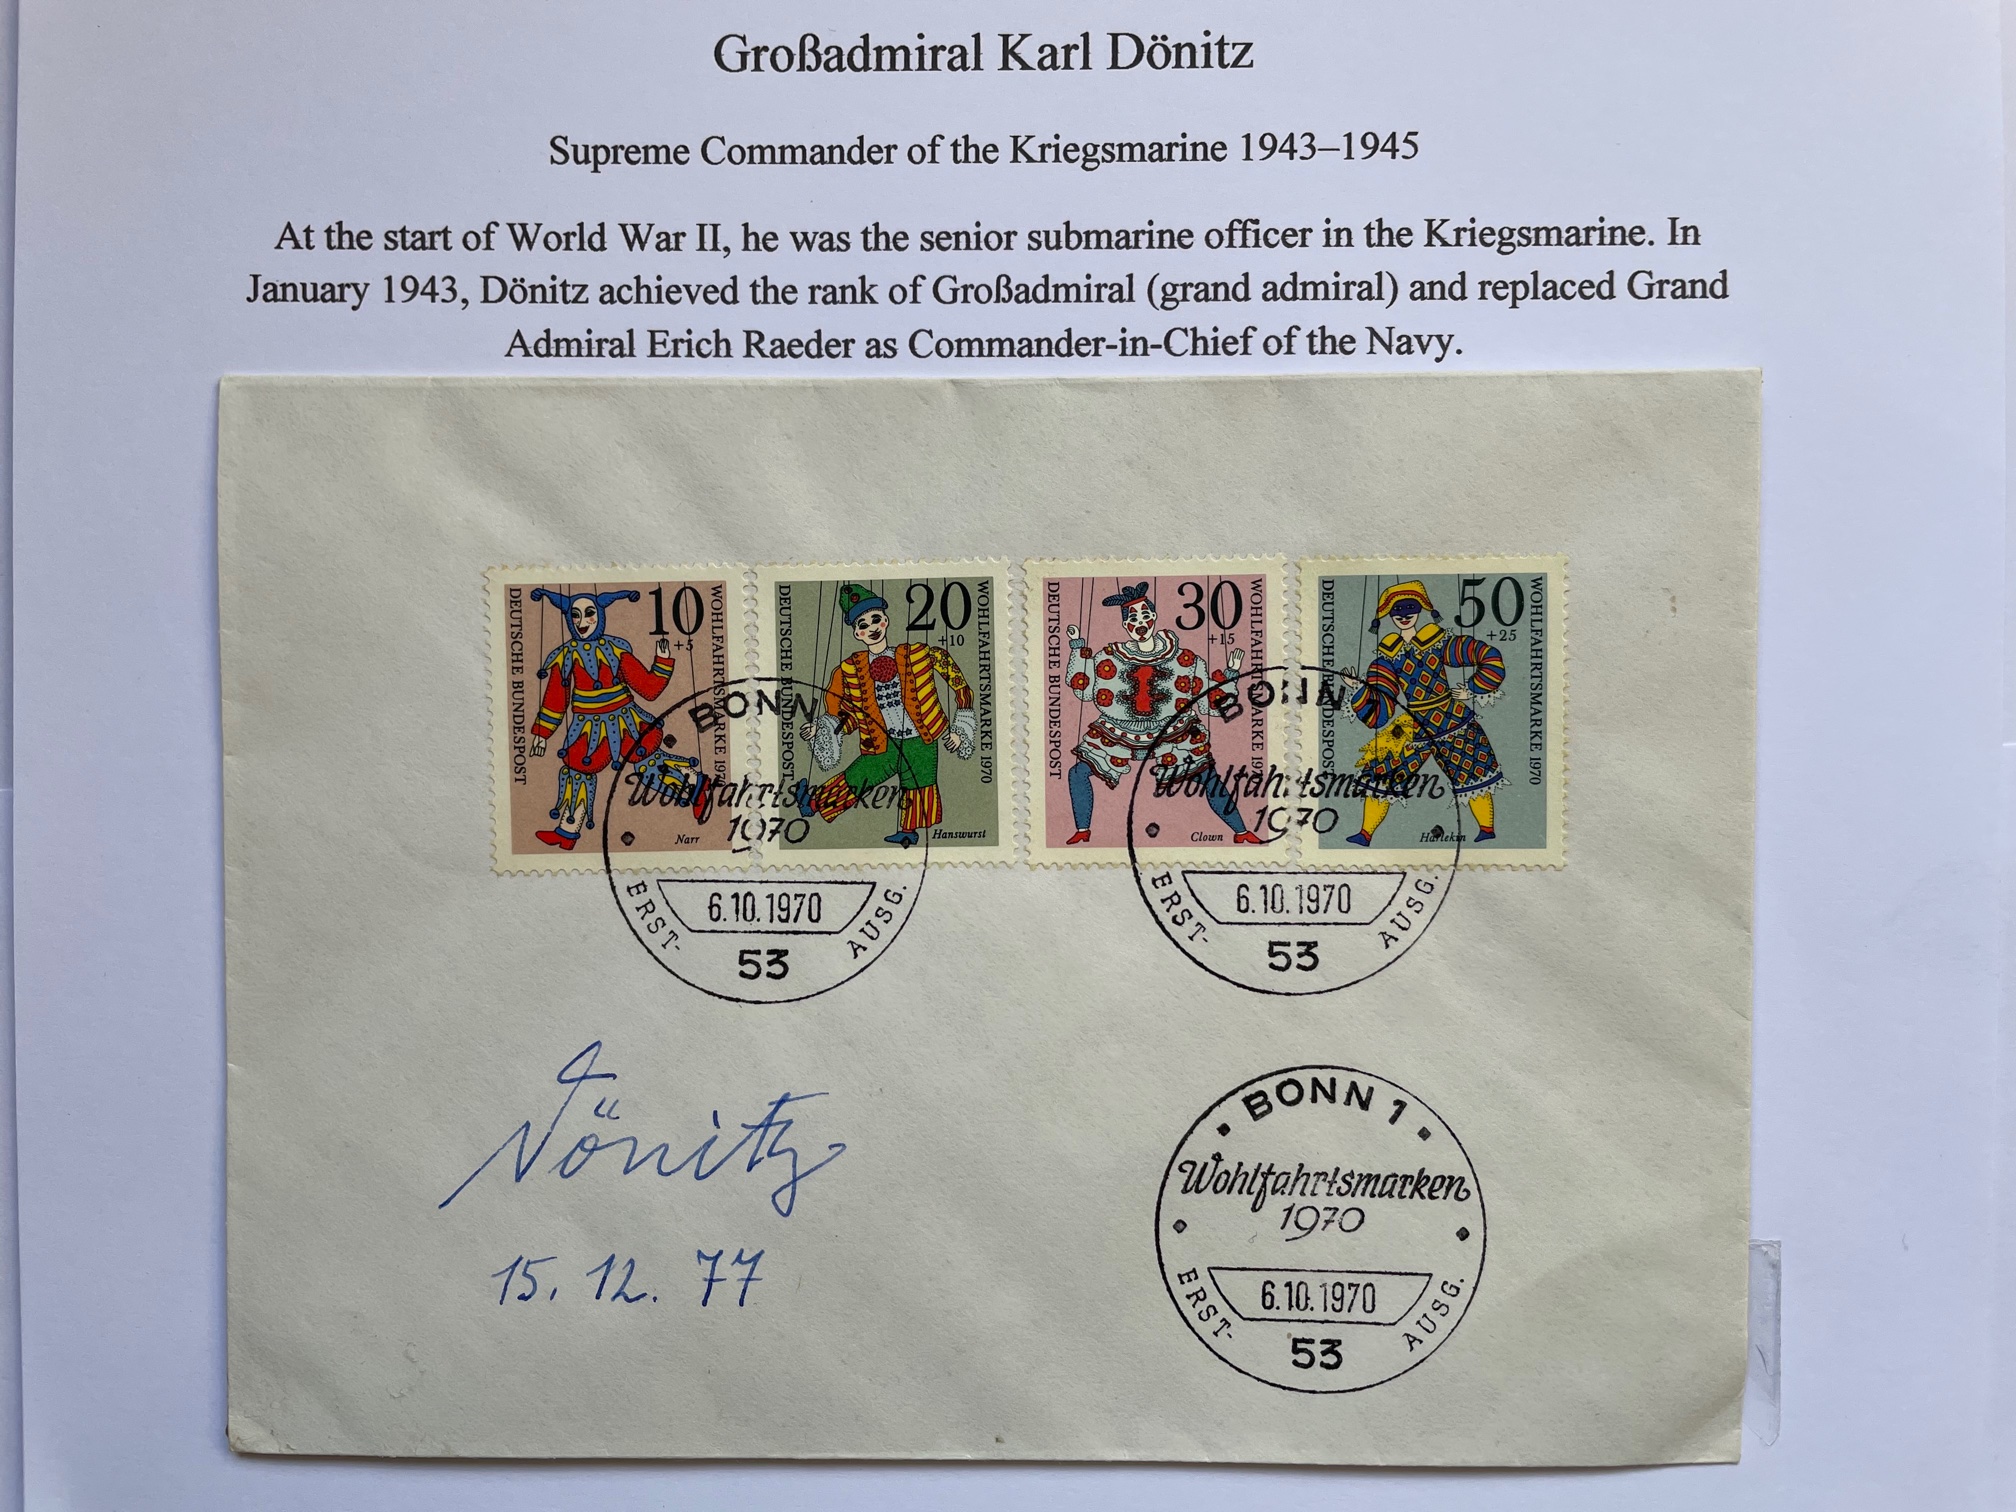 Großadmiral Karl Dönitz
Supreme Commander of the Kriegsmarine 1943–1945
At the start of World War II, he was the senior submarine officer in the Kriegsmarine. In
January 1943, Dönitz achieved the rank of Großadmiral (grand admiral) and replaced Grand
Admiral Erich Raeder as Commander-in-Chief of the Navy.
DEUTSCHE BUNDESPOST
10
+5
WOHLFAHRTSMARKE 1970
Narr
DEUTSCHE BUNDESPOST
20
+10
WOHLFAHRTSMARKE 1970
Hanswurst
DEUTSCHE BUNDESPOST
30
+15
WOHLFAHRTSMARKE 1970
Clown
DEUTSCHE BUNDESPOST
50
+25
WOHLFAHRTSMARKE 1970
Harlekin
BONN 1
Wohlfahrtsmarken
1970
6.10.1970
ERST- AUSG.
53
BONN 1
Wohlfahrtsmarken
1970
6.10.1970
ERST- AUSG.
53
Dönitz
15. 12. 77
BONN 1
Wohlfahrtsmarken
1970
6.10.1970
ERST- AUSG.
53